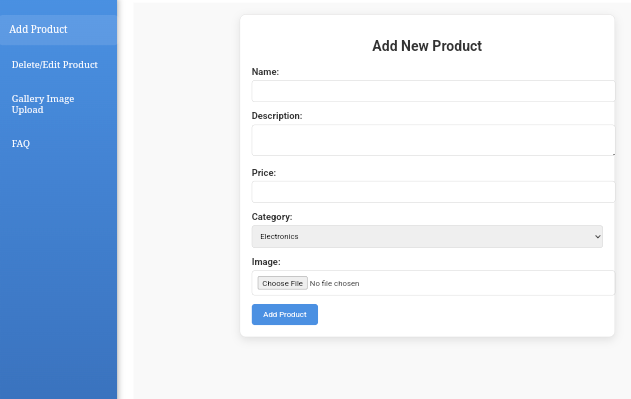 Add Product
Delete/Edit Product
Gallery Image
Upload
FAQ
Add New Product
Name:
Description:
Price:
Category:
Electronics
Image:
Choose File No file chosen
Add Product